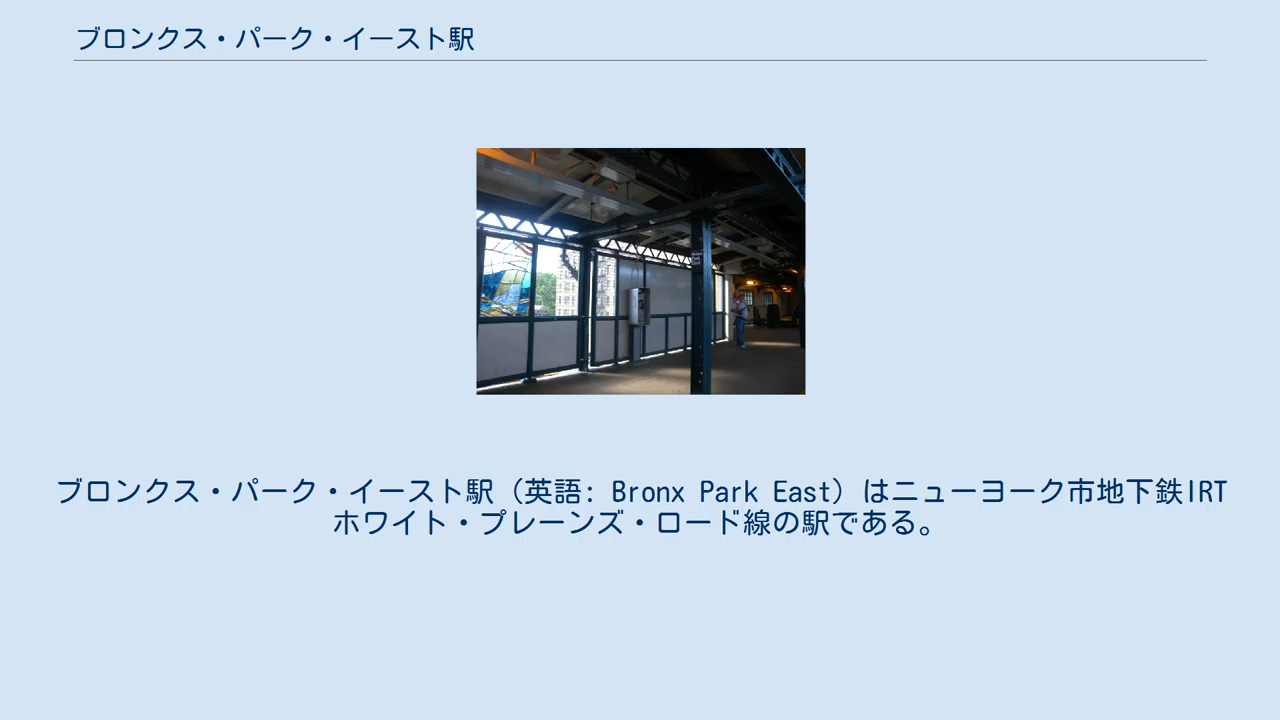 ブロンクス・パーク・イースト駅
ブロンクス・パーク・イースト駅（英語: Bronx Park East）はニューヨーク市地下鉄IRT
ホワイト・プレーンズ・ロード線の駅である。